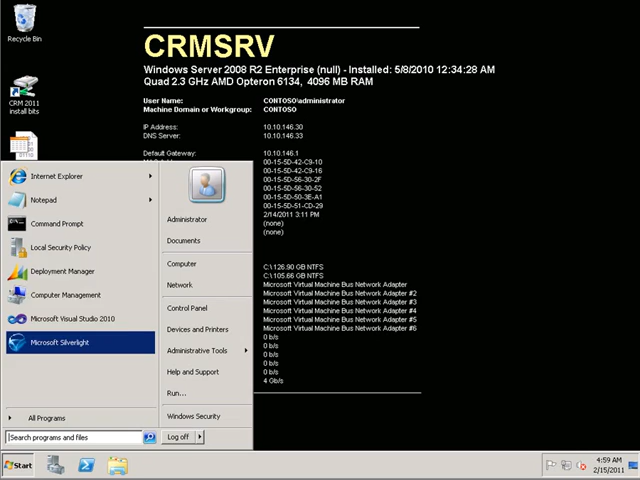 Recycle Bin
CRM 2011
install bits
CRMSRV
Windows Server 2008 R2 Enterprise (null) - Installed: 5/8/2010 12:34:28 AM
Quad 2.3 GHz AMD Opteron 6134, 4096 MB RAM
User Name: CONTOSO\administrator
Machine Domain or Workgroup: CONTOSO
IP Address: 10.10.146.30
DNS Server: 10.10.146.33
Default Gateway: 10.10.146.1
00-15-5D-42-C9-10
00-15-5D-42-C9-16
00-15-5D-56-30-2F
00-15-5D-56-30-52
00-15-5D-50-3E-A1
00-15-5D-51-CD-29
2/14/2011 3:11 PM
(none)
(none)
C:\ 126.90 GB NTFS
C:\ 105.66 GB NTFS
Microsoft Virtual Machine Bus Network Adapter
Microsoft Virtual Machine Bus Network Adapter #2
Microsoft Virtual Machine Bus Network Adapter #3
Microsoft Virtual Machine Bus Network Adapter #4
Microsoft Virtual Machine Bus Network Adapter #5
Microsoft Virtual Machine Bus Network Adapter #6
0 b/s
0 b/s
0 b/s
0 b/s
0 b/s
4 Gb/s
Internet Explorer
Notepad
Command Prompt
Local Security Policy
Deployment Manager
Computer Management
Microsoft Visual Studio 2010
Microsoft Silverlight
All Programs
Search programs and files
Administrator
Documents
Computer
Network
Control Panel
Devices and Printers
Administrative Tools
Help and Support
Run...
Windows Security
Log off
Start
4:59 AM
2/15/2011